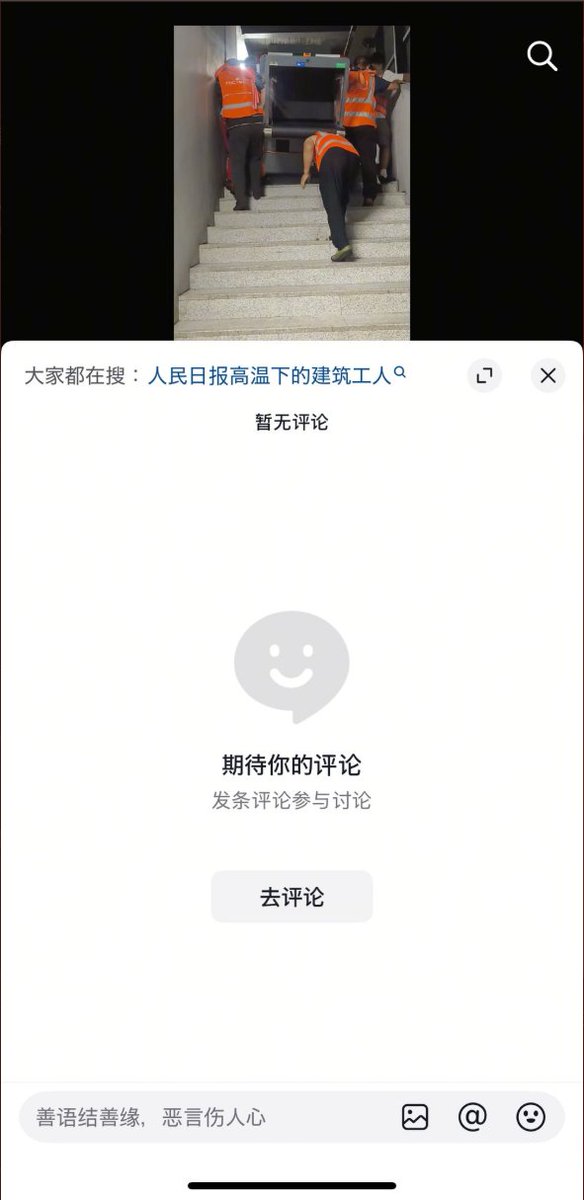 大家都在搜：人民日报高温下的建筑工人
暂无评论
期待你的评论
发条评论参与讨论
去评论
善语结善缘，恶言伤人心